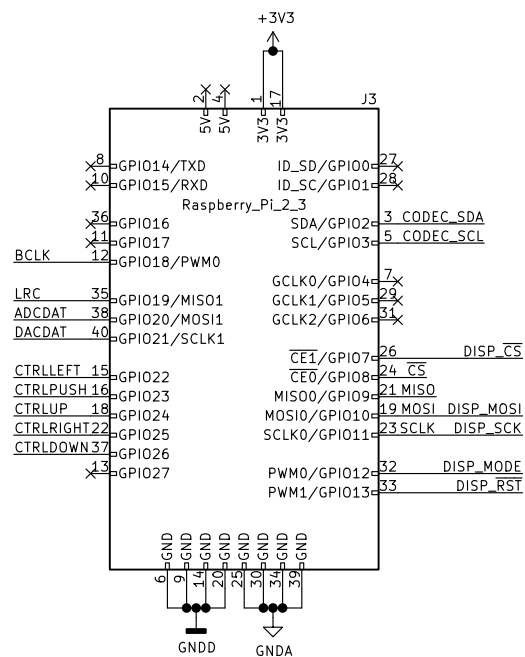 +3V3
J3
2 4 1 17
5V 5V 3V3 3V3
8 GPIO14/TXD ID_SD/GPIO0 27
10 GPIO15/RXD ID_SC/GPIO1 28
Raspberry_Pi_2_3
36 GPIO16 SDA/GPIO2 3 CODEC_SDA
11 GPIO17 SCL/GPIO3 5 CODEC_SCL
BCLK 12 GPIO18/PWM0
GCLK0/GPIO4 7
LRC 35 GPIO19/MISO1 GCLK1/GPIO5 29
ADCDAT 38 GPIO20/MOSI1 GCLK2/GPIO6 31
DACDAT 40 GPIO21/SCLK1
CE1/GPIO7 26 DISP_CS
CTRLLEFT 15 GPIO22 CE0/GPIO8 24 CS
CTRLPUSH 16 GPIO23 MISO0/GPIO9 21 MISO
CTRLUP 18 GPIO24 MOSI0/GPIO10 19 MOSI DISP_MOSI
CTRLRIGHT 22 GPIO25 SCLK0/GPIO11 23 SCLK DISP_SCK
CTRLDOWN 37 GPIO26
13 GPIO27 PWM0/GPIO12 32 DISP_MODE
PWM1/GPIO13 33 DISP_RST
GND GND GND GND GND GND GND GND
6 9 14 20 25 30 34 39
GNDD GNDA